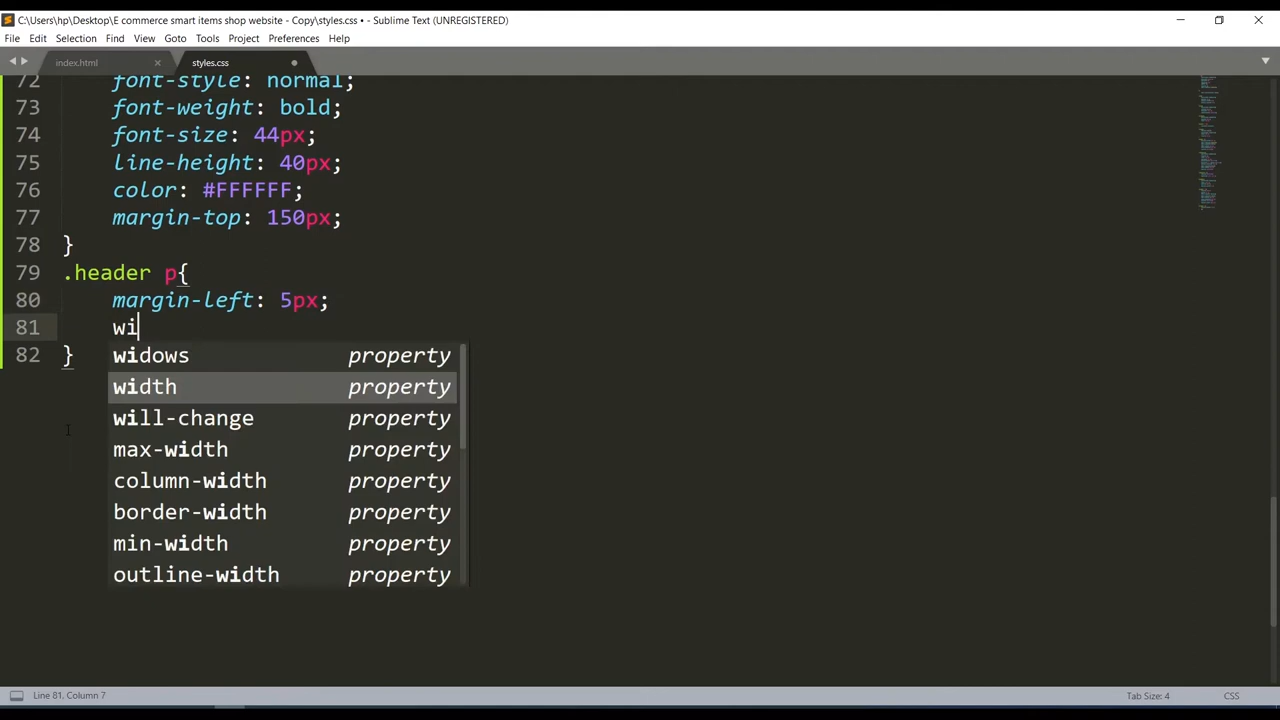 C:\Users\hp\Desktop\E commerce smart items shop website - Copy\styles.css • - Sublime Text (UNREGISTERED)
File Edit Selection Find View Goto Tools Project Preferences Help
index.html styles.css
72 font-style: normal;
73 font-weight: bold;
74 font-size: 44px;
75 line-height: 40px;
76 color: #FFFFFF;
77 margin-top: 150px;
78 }
79 .header p{
80 margin-left: 5px;
81 wi
82 }
widows property
width property
will-change property
max-width property
column-width property
border-width property
min-width property
outline-width property
Line 81, Column 7 Tab Size: 4 CSS